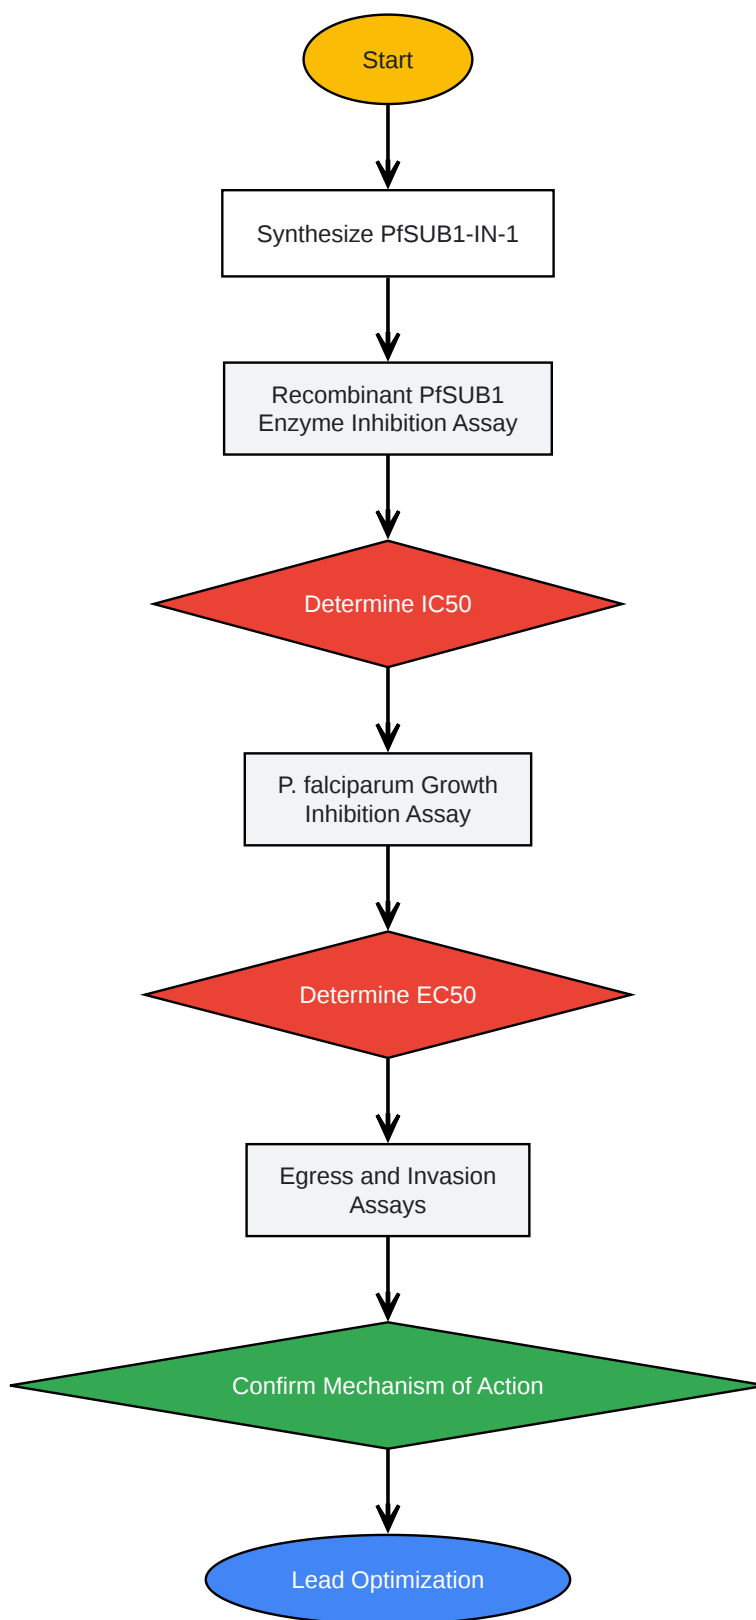 Start
Synthesize PfSUB1-IN-1
Recombinant PfSUB1
Enzyme Inhibition Assay
Determine IC50
P. falciparum Growth
Inhibition Assay
Determine EC50
Egress and Invasion
Assays
Confirm Mechanism of Action
Lead Optimization